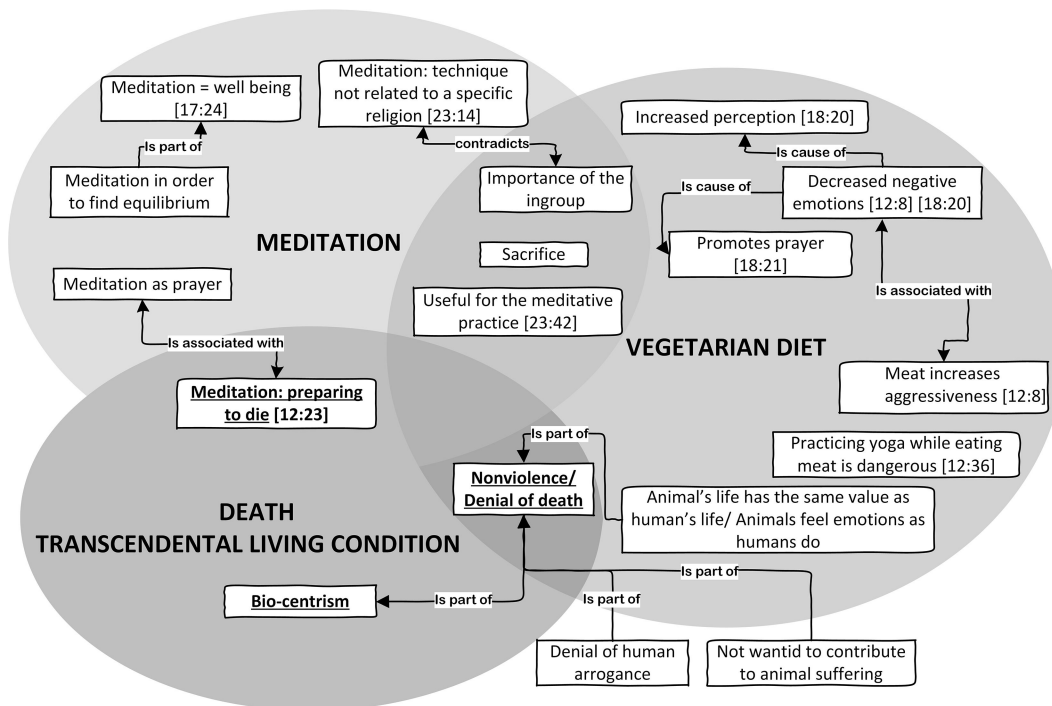 Meditation = well being
[17:24]
Is part of
Meditation in order
to find equilibrium
Meditation: technique
not related to a specific
religion [23:14]
contradicts
Importance of the
ingroup
MEDITATION
Sacrifice
Useful for the meditative
practice [23:42]
Meditation as prayer
Is associated with
Meditation: preparing
to die [12:23]
Increased perception [18:20]
Is cause of
Is cause of
Decreased negative
emotions [12:8] [18:20]
Promotes prayer
[18:21]
Is associated with
VEGETARIAN DIET
Meat increases
aggressiveness [12:8]
Practicing yoga while eating
meat is dangerous [12:36]
Is part of
Nonviolence/
Denial of death
Animal's life has the same value as
human's life/ Animals feel emotions as
humans do
DEATH
TRANSCENDENTAL LIVING CONDITION
Bio-centrism
Is part of
Is part of
Is part of
Denial of human
arrogance
Not wantid to contribute
to animal suffering